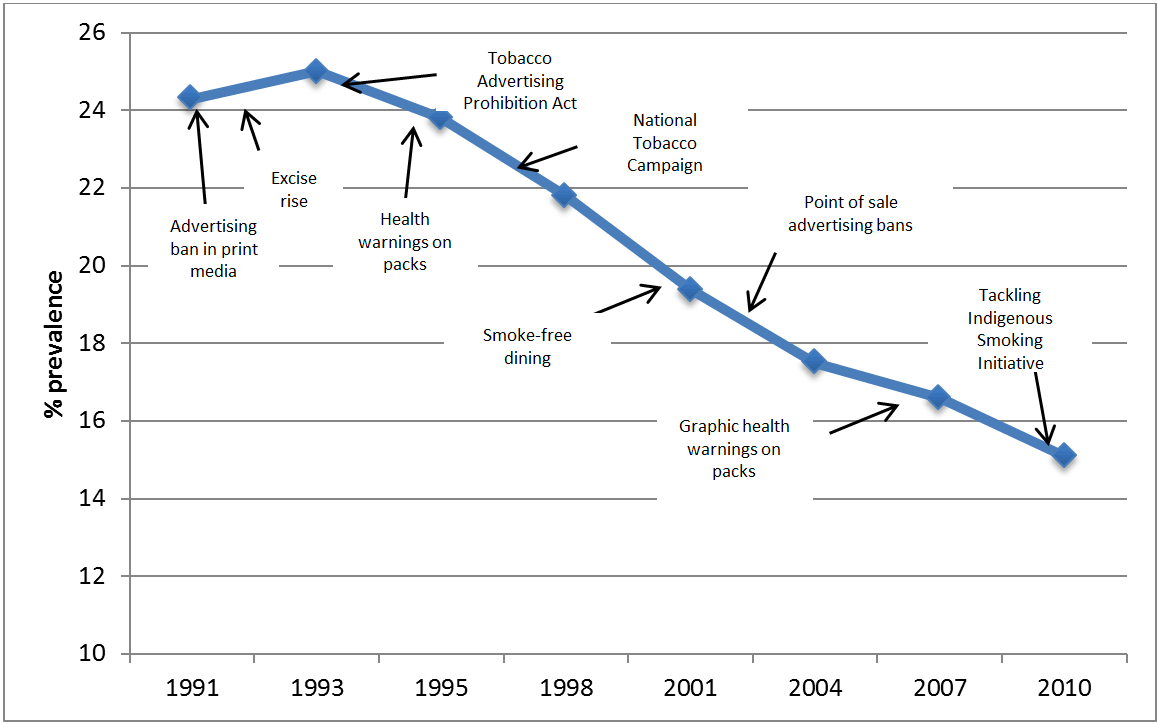 26
24
22
20
18
16
14
12
10
% prevalence
Tobacco
Advertising
Prohibition Act
National
Tobacco
Campaign
Excise
rise
Advertising
ban in print
media
Health
warnings on
packs
Point of sale
advertising bans
Smoke-free
dining
Tackling
Indigenous
Smoking
Initiative
Graphic health
warnings on
packs
1991 1993 1995 1998 2001 2004 2007 2010